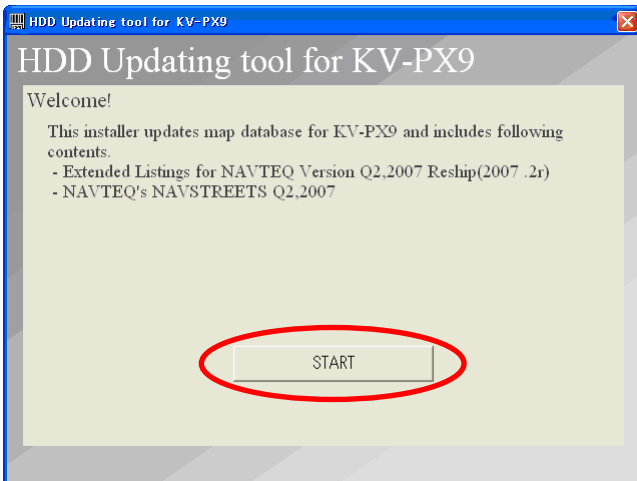 HDD Updating tool for KV-PX9
HDD Updating tool for KV-PX9
Welcome!
This installer updates map database for KV-PX9 and includes following
contents.
- Extended Listings for NAVTEQ Version Q2,2007 Reship(2007 .2r)
- NAVTEQ's NAVSTREETS Q2,2007
START